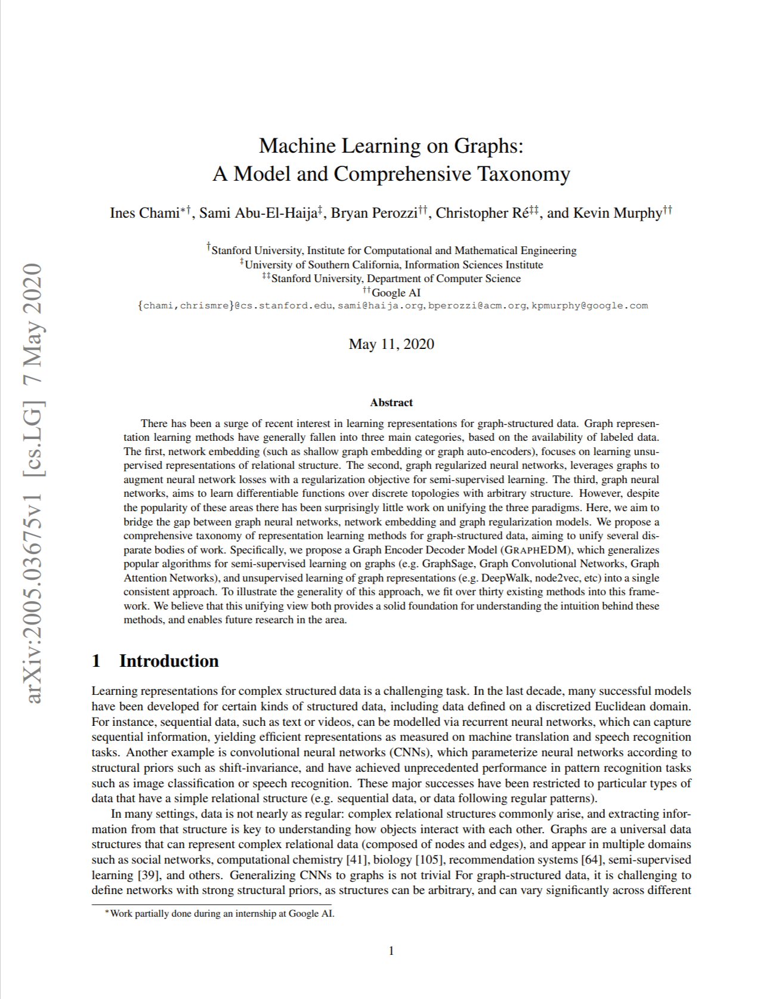 Machine Learning on Graphs:
A Model and Comprehensive Taxonomy
Ines Chami*†, Sami Abu-El-Haija‡, Bryan Perozzi††, Christopher Ré‡‡, and Kevin Murphy††
†Stanford University, Institute for Computational and Mathematical Engineering
‡University of Southern California, Information Sciences Institute
‡‡Stanford University, Department of Computer Science
††Google AI
{chami,chrismre}@cs.stanford.edu, sami@haija.org, bperozzi@acm.org, kpmurphy@google.com
May 11, 2020
arXiv:2005.03675v1 [cs.LG] 7 May 2020
Abstract
There has been a surge of recent interest in learning representations for graph-structured data. Graph represen-
tation learning methods have generally fallen into three main categories, based on the availability of labeled data.
The first, network embedding (such as shallow graph embedding or graph auto-encoders), focuses on learning unsu-
pervised representations of relational structure. The second, graph regularized neural networks, leverages graphs to
augment neural network losses with a regularization objective for semi-supervised learning. The third, graph neural
networks, aims to learn differentiable functions over discrete topologies with arbitrary structure. However, despite
the popularity of these areas there has been surprisingly little work on unifying the three paradigms. Here, we aim to
bridge the gap between graph neural networks, network embedding and graph regularization models. We propose a
comprehensive taxonomy of representation learning methods for graph-structured data, aiming to unify several dis-
parate bodies of work. Specifically, we propose a Graph Encoder Decoder Model (GRAPHEDM), which generalizes
popular algorithms for semi-supervised learning on graphs (e.g. GraphSage, Graph Convolutional Networks, Graph
Attention Networks), and unsupervised learning of graph representations (e.g. DeepWalk, node2vec, etc) into a single
consistent approach. To illustrate the generality of this approach, we fit over thirty existing methods into this frame-
work. We believe that this unifying view both provides a solid foundation for understanding the intuition behind these
methods, and enables future research in the area.
1 Introduction
Learning representations for complex structured data is a challenging task. In the last decade, many successful models
have been developed for certain kinds of structured data, including data defined on a discretized Euclidean domain.
For instance, sequential data, such as text or videos, can be modelled via recurrent neural networks, which can capture
sequential information, yielding efficient representations as measured on machine translation and speech recognition
tasks. Another example is convolutional neural networks (CNNs), which parameterize neural networks according to
structural priors such as shift-invariance, and have achieved unprecedented performance in pattern recognition tasks
such as image classification or speech recognition. These major successes have been restricted to particular types of
data that have a simple relational structure (e.g. sequential data, or data following regular patterns).
In many settings, data is not nearly as regular: complex relational structures commonly arise, and extracting infor-
mation from that structure is key to understanding how objects interact with each other. Graphs are a universal data
structures that can represent complex relational data (composed of nodes and edges), and appear in multiple domains
such as social networks, computational chemistry [41], biology [105], recommendation systems [64], semi-supervised
learning [39], and others. Generalizing CNNs to graphs is not trivial For graph-structured data, it is challenging to
define networks with strong structural priors, as structures can be arbitrary, and can vary significantly across different
*Work partially done during an internship at Google AI.
1